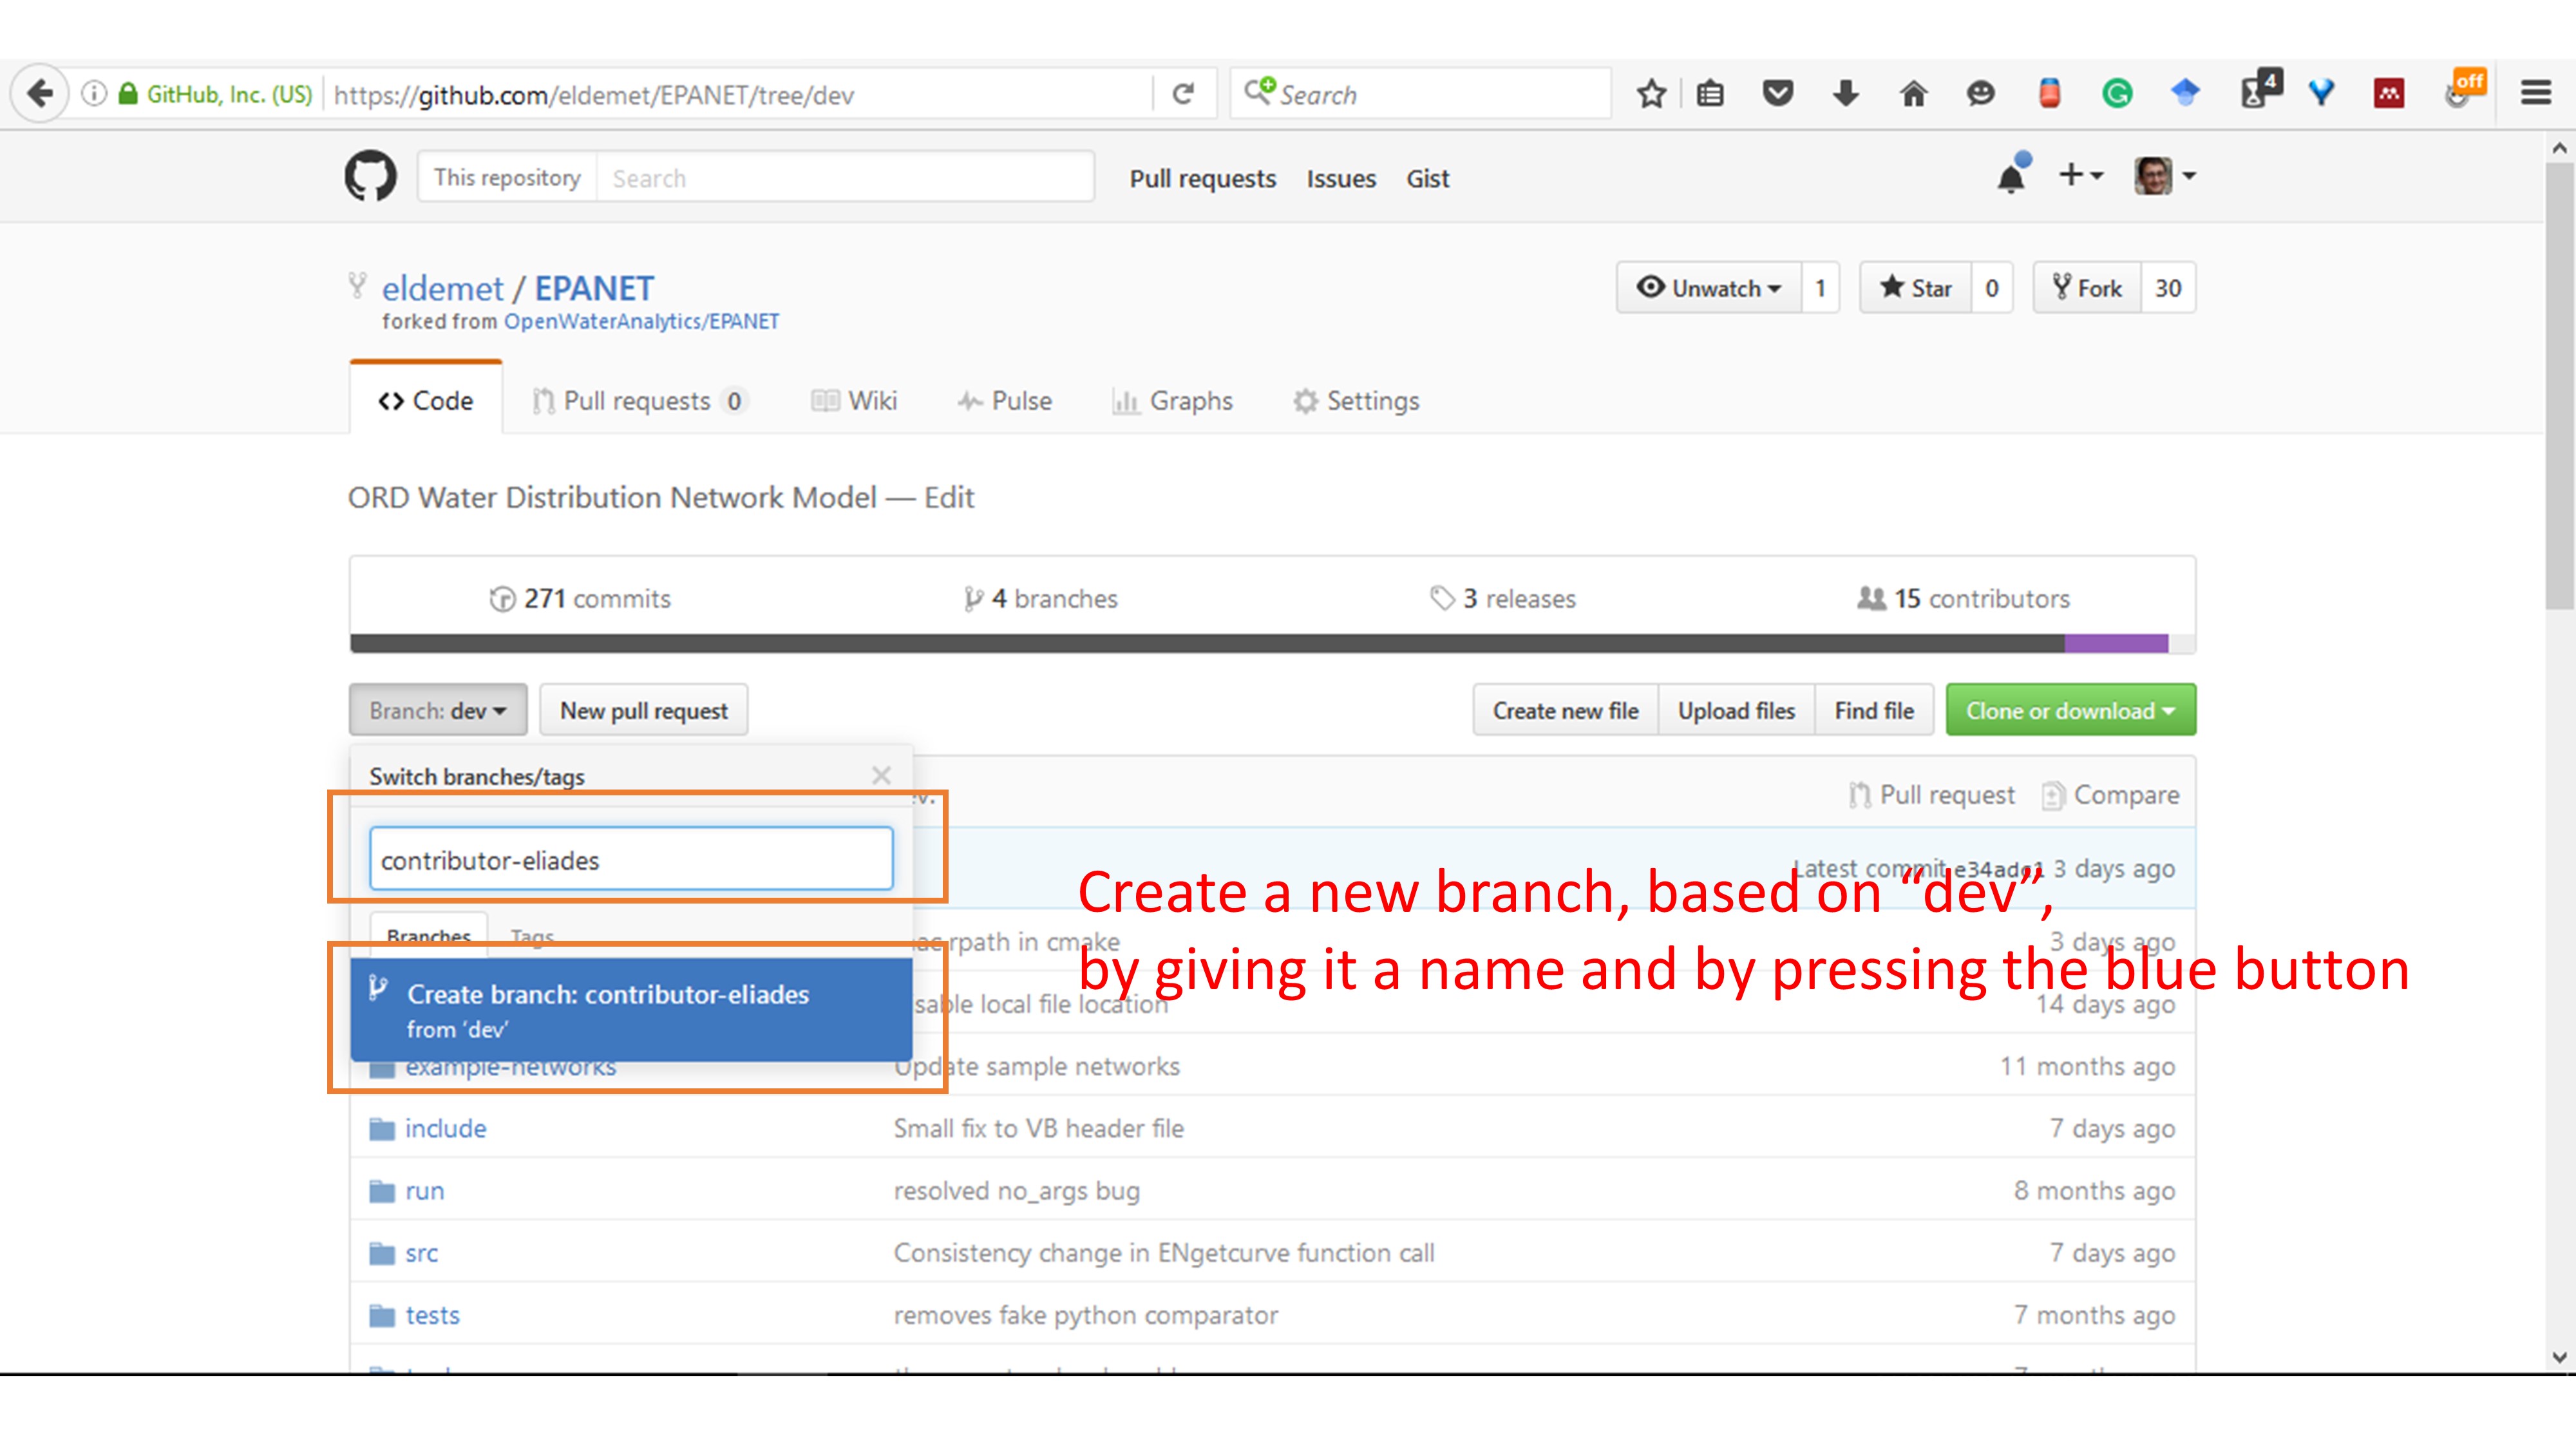 GitHub, Inc. (US) https://github.com/eldemet/EPANET/tree/dev Search 4 off
This repository Search Pull requests Issues Gist
eldemet / EPANET Unwatch 1 Star 0 Fork 30
forked from OpenWaterAnalytics/EPANET
Code Pull requests 0 Wiki Pulse Graphs Settings
ORD Water Distribution Network Model — Edit
271 commits 4 branches 3 releases 15 contributors
Branch: dev New pull request Create new file Upload files Find file Clone or download
Switch branches/tags
Pull request Compare
contributor-eliades
Latest commit 3 days ago
Create a new branch, based on “dev”,
by giving it a name and by pressing the blue button
Branches Tags
rpath in cmake 3 days ago
Create branch: contributor-eliades
from ‘dev’
local file location 14 days ago
example-networks Update sample networks 11 months ago
include Small fix to VB header file 7 days ago
run resolved no_args bug 8 months ago
src Consistency change in ENgetcurve function call 7 days ago
tests removes fake python comparator 7 months ago